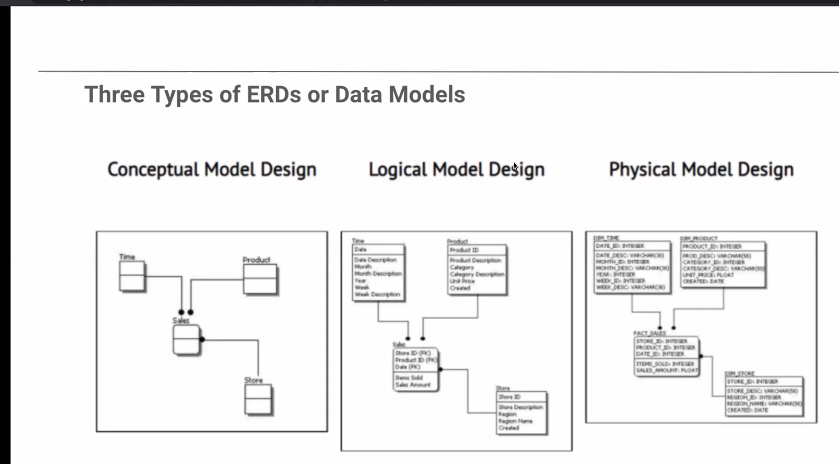 Three Types of ERDs or Data Models
Conceptual Model Design
Time
Product
Sales
Store
Logical Model Design
Time
Date
Date Description
Month
Month Description
Year
Week
Week Description
Product
Product ID
Product Description
Category
Category Description
Unit Price
Created
Sales
Store ID (FK)
Product ID (FK)
Date (FK)
Items Sold
Sales Amount
Store
Store ID
Store Description
Region
Region Name
Created
Physical Model Design
DIM_TIME
DATE_ID: INTEGER
DATE_DESC: VARCHAR(30)
MONTH_ID: INTEGER
MONTH_DESC: VARCHAR(30)
YEAR: INTEGER
WEEK_ID: INTEGER
WEEK_DESC: VARCHAR(30)
DIM_PRODUCT
PRODUCT_ID: INTEGER
PROD_DESC: VARCHAR(50)
CATEGORY_ID: INTEGER
CATEGORY_DESC: VARCHAR(50)
UNIT_PRICE: FLOAT
CREATED: DATE
FACT_SALES
STORE_ID: INTEGER
PRODUCT_ID: INTEGER
DATE_ID: INTEGER
ITEMS_SOLD: INTEGER
SALES_AMOUNT: FLOAT
DIM_STORE
STORE_ID: INTEGER
STORE_DESC: VARCHAR(50)
REGION_ID: INTEGER
REGION_NAME: VARCHAR(50)
CREATED: DATE